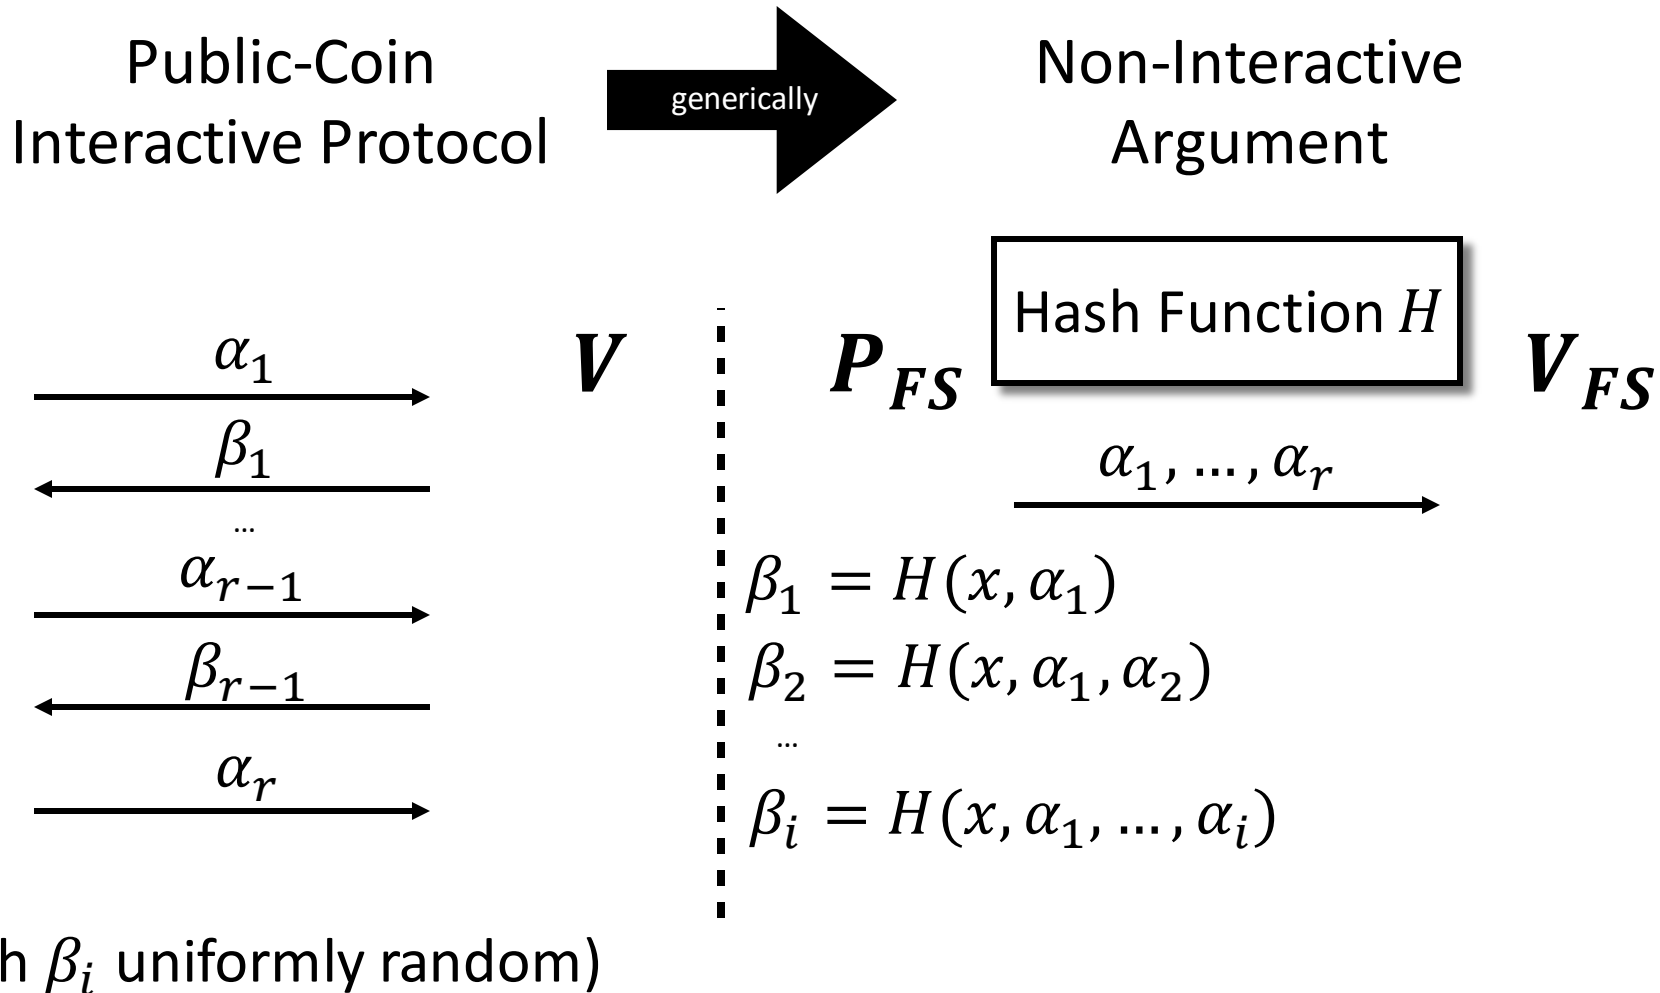 Public-Coin
Interactive Protocol
generically
Non-Interactive
Argument
α₁
β₁
...
αᵣ₋₁
βᵣ₋₁
αᵣ
V
h βᵢ uniformly random)
P_FS
Hash Function H
V_FS
α₁, … , αᵣ
β₁ = H(x, α₁)
β₂ = H(x, α₁, α₂)
...
βᵢ = H(x, α₁, … , αᵢ)